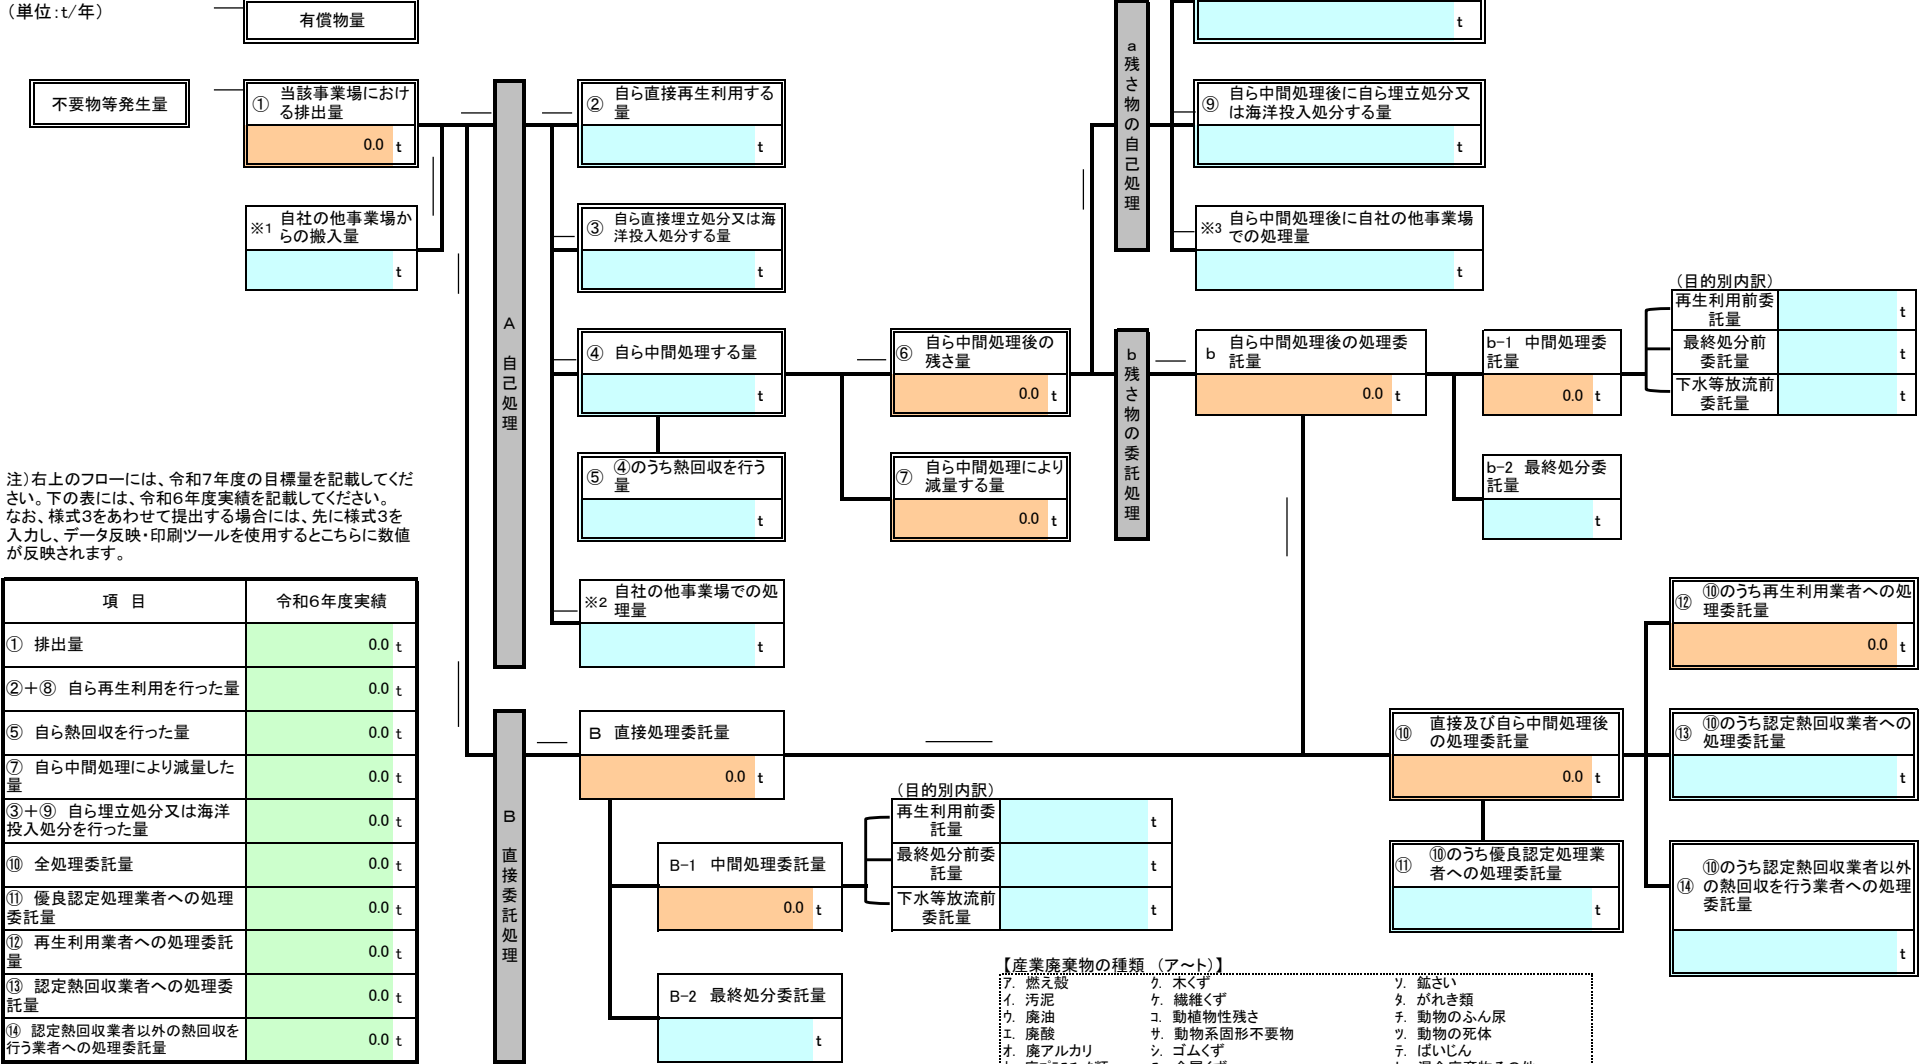 (単位：t/年)
有償物量
t
不要物等発生量
① 当該事業場におけ
る排出量
0.0 t
※1 自社の他事業場か
らの搬入量
t
A 自己処理
② 自ら直接再生利用する
量
t
③ 自ら直接埋立処分又は海
洋投入処分する量
t
④ 自ら中間処理する量
t
⑤ ④のうち熱回収を行う
量
t
※2 自社の他事業場での処
理量
t
⑥ 自ら中間処理後の
残さ量
0.0 t
⑦ 自ら中間処理により
減量する量
0.0 t
a 残さ物の自己処理
⑨ 自ら中間処理後に自ら埋立処分又
は海洋投入処分する量
t
※3 自ら中間処理後に自社の他事業場
での処理量
t
b 残さ物の委託処理
b 自ら中間処理後の処理委
託量
0.0 t
b-1 中間処理委
託量
0.0 t
b-2 最終処分委
託量
t
（目的別内訳）
再生利用前委
託量
t
最終処分前
委託量
t
下水等放流前
委託量
t
注）右上のフローには、令和7年度の目標量を記載してくだ
さい。下の表には、令和6年度実績を記載してください。
なお、様式3をあわせて提出する場合には、先に様式3を
入力し、データ反映・印刷ツールを使用するとこちらに数値
が反映されます。
項 目 令和6年度実績
① 排出量 0.0 t
②＋⑧ 自ら再生利用を行った量 0.0 t
⑤ 自ら熱回収を行った量 0.0 t
⑦ 自ら中間処理により減量した
量 0.0 t
③＋⑨ 自ら埋立処分又は海洋
投入処分を行った量 0.0 t
⑩ 全処理委託量 0.0 t
⑪ 優良認定処理業者への処理
委託量 0.0 t
⑫ 再生利用業者への処理委託
量 0.0 t
⑬ 認定熱回収業者への処理委
託量 0.0 t
⑭ 認定熱回収業者以外の熱回収を
行う業者への処理委託量 0.0 t
B 直接委託処理
B 直接処理委託量
0.0 t
B-1 中間処理委託量
0.0 t
B-2 最終処分委託量
t
（目的別内訳）
再生利用前委
託量
t
最終処分前委
託量
t
下水等放流前
委託量
t
⑩ 直接及び自ら中間処理後
の処理委託量
0.0 t
⑪ ⑩のうち優良認定処理業
者への処理委託量
t
⑫ ⑩のうち再生利用業者への処
理委託量
0.0 t
⑬ ⑩のうち認定熱回収業者への
処理委託量
t
⑭ ⑩のうち認定熱回収業者以外
の熱回収を行う業者への処理
委託量
t
【産業廃棄物の種類 （ア～ト）】
ア. 燃え殻 ク. 木くず ソ. 鉱さい
イ. 汚泥 ケ. 繊維くず タ. がれき類
ウ. 廃油 コ. 動植物性残さ チ. 動物のふん尿
エ. 廃酸 サ. 動物系固形不要物 ツ. 動物の死体
オ. 廃アルカリ シ. ゴムくず テ. ばいじん